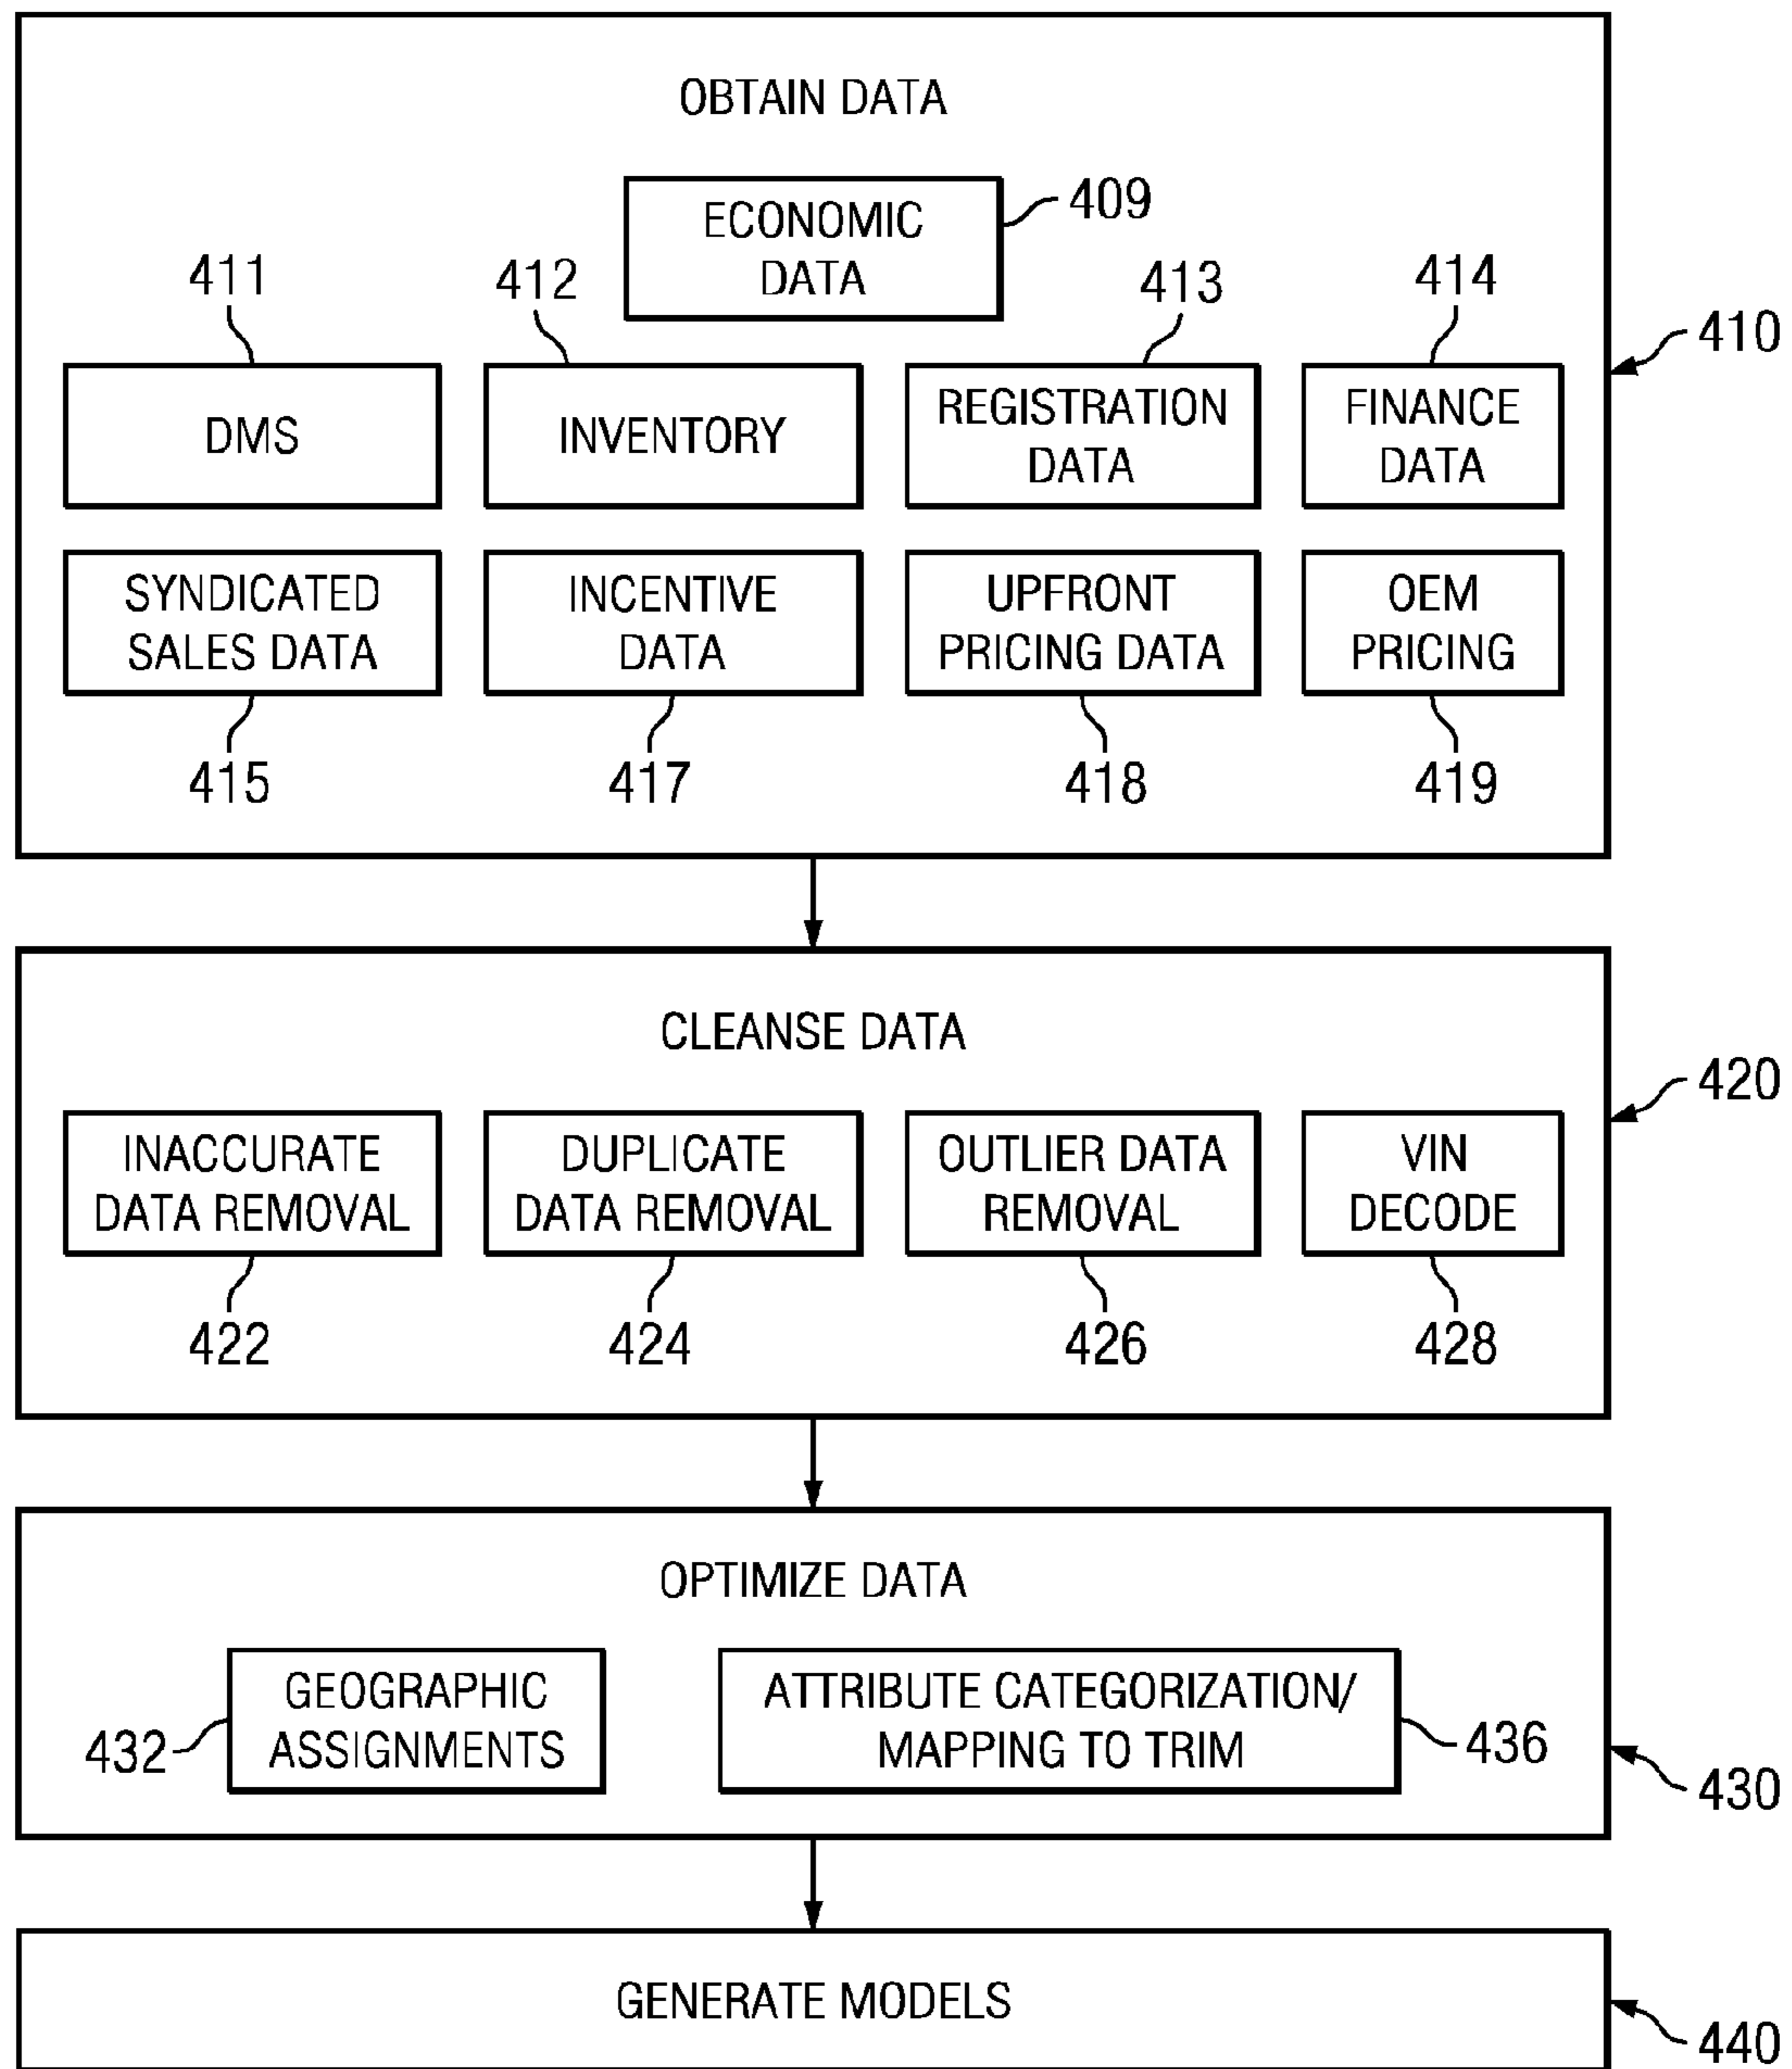 OBTAIN DATA
ECONOMIC
DATA
409
411
412
413
414
410
DMS
INVENTORY
REGISTRATION
DATA
FINANCE
DATA
SYNDICATED
SALES DATA
INCENTIVE
DATA
UPFRONT
PRICING DATA
OEM
PRICING
415
417
418
419
CLEANSE DATA
420
INACCURATE
DATA REMOVAL
DUPLICATE
DATA REMOVAL
OUTLIER DATA
REMOVAL
VIN
DECODE
422
424
426
428
OPTIMIZE DATA
432
GEOGRAPHIC
ASSIGNMENTS
ATTRIBUTE CATEGORIZATION/
MAPPING TO TRIM
436
430
GENERATE MODELS
440